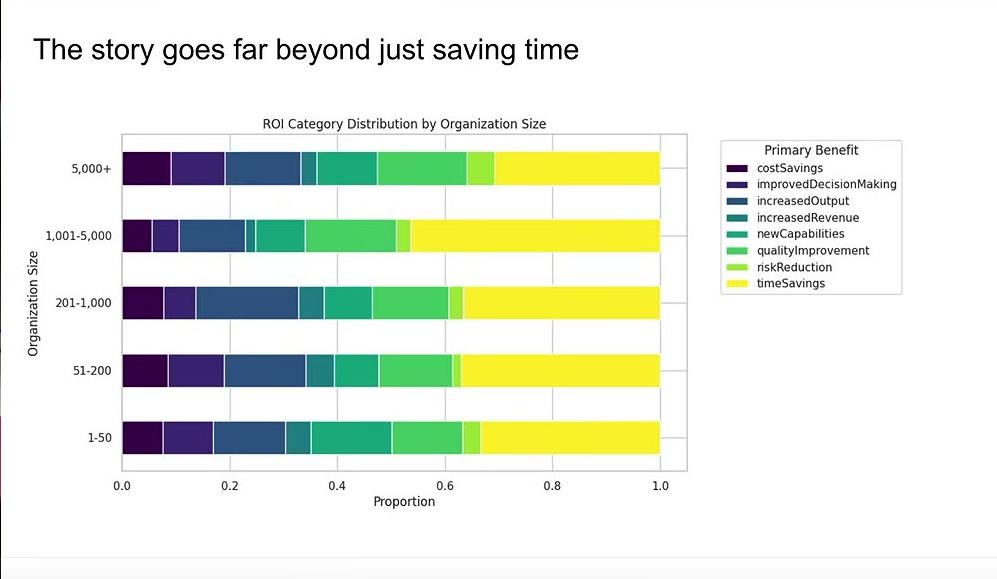 The story goes far beyond just saving time
ROI Category Distribution by Organization Size
Organization Size
5,000+
1,001-5,000
201-1,000
51-200
1-50
0.0 0.2 0.4 0.6 0.8 1.0
Proportion
Primary Benefit
costSavings
improvedDecisionMaking
increasedOutput
increasedRevenue
newCapabilities
qualityImprovement
riskReduction
timeSavings